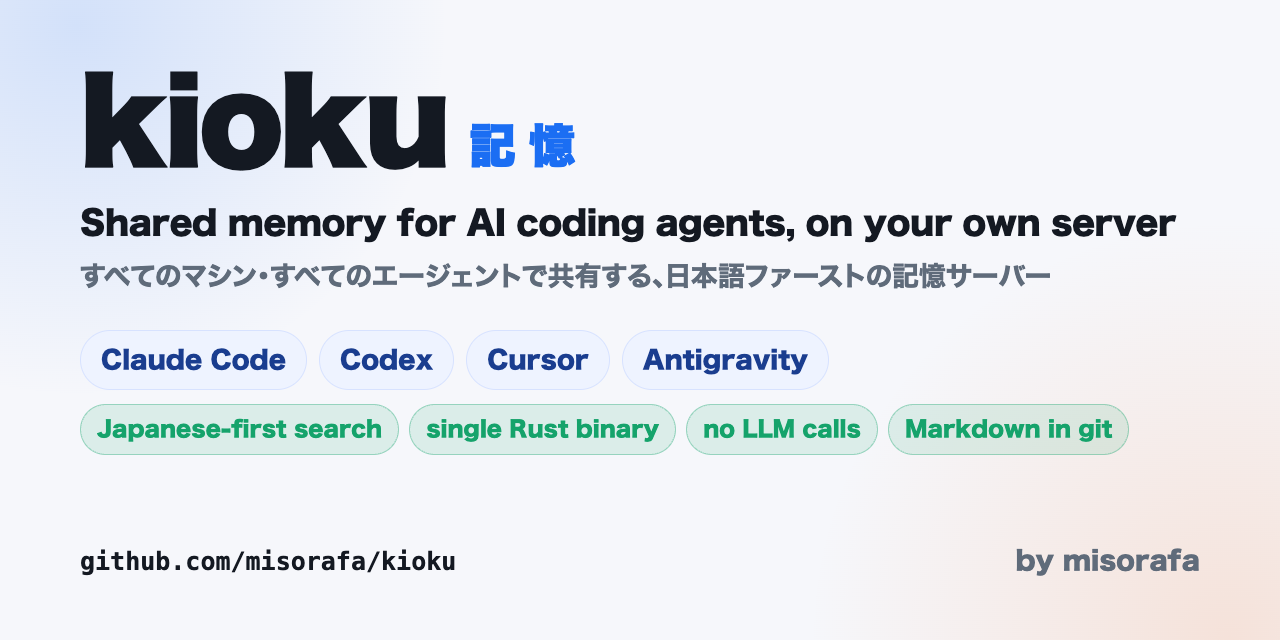 kioku 記憶
Shared memory for AI coding agents, on your own server
すべてのマシン・すべてのエージェントで共有する、日本語ファーストの記憶サーバー
Claude Code Codex Cursor Antigravity
Japanese-first search single Rust binary no LLM calls Markdown in git
github.com/misorafa/kioku by misorafa